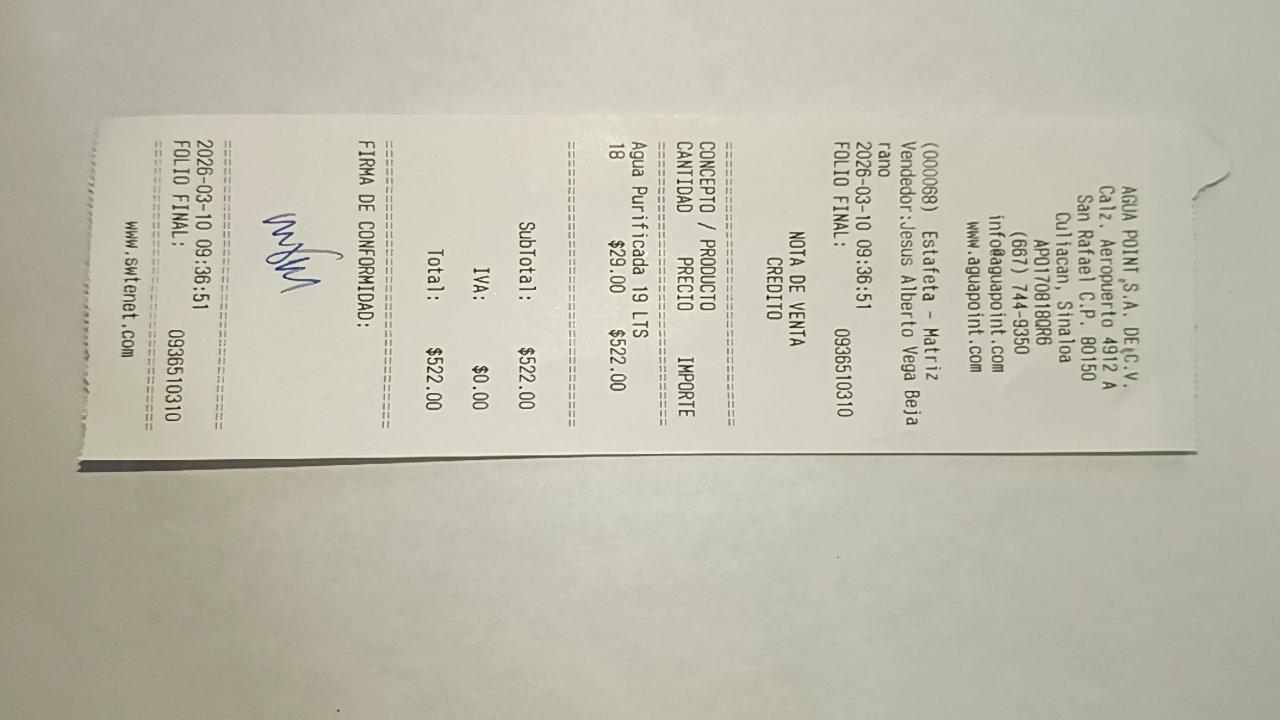 AGUA POINT S.A. DE C.V.
Calz. Aeropuerto 4912 A
San Rafael C.P. 80150
Culiacan, Sinaloa
APO170818QR6
(667) 744-9350
info@aguapoint.com
www.aguapoint.com
(000068) Estafeta - Matriz
Vendedor:Jesus Alberto Vega Beja
rano
2026-03-10 09:36:51
FOLIO FINAL: 0936510310
NOTA DE VENTA
CREDITO
================================
CONCEPTO / PRODUCTO
CANTIDAD PRECIO IMPORTE
================================
Agua Purificada 19 LTS
18 $29.00 $522.00
================================
SubTotal: $522.00
IVA: $0.00
Total: $522.00
================================
FIRMA DE CONFORMIDAD:
================================
2026-03-10 09:36:51
FOLIO FINAL: 0936510310
================================
www.swtenet.com